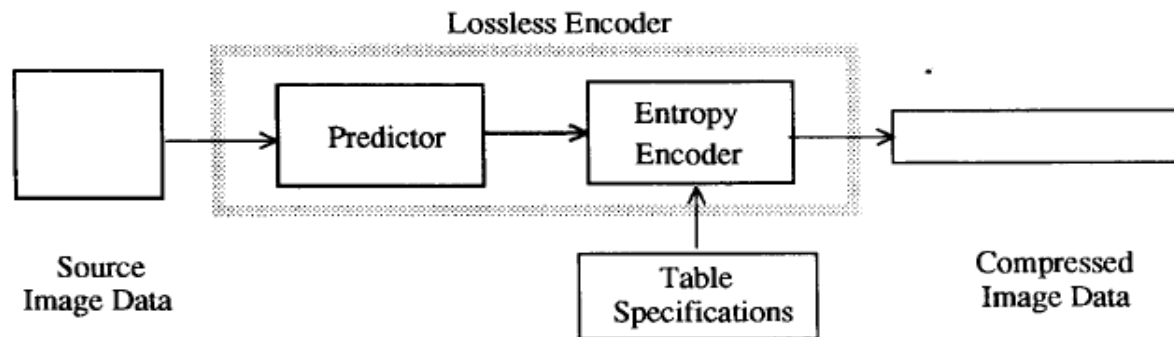 Lossless Encoder
Predictor
Entropy
Encoder
Source
Image Data
Table
Specifications
Compressed
Image Data